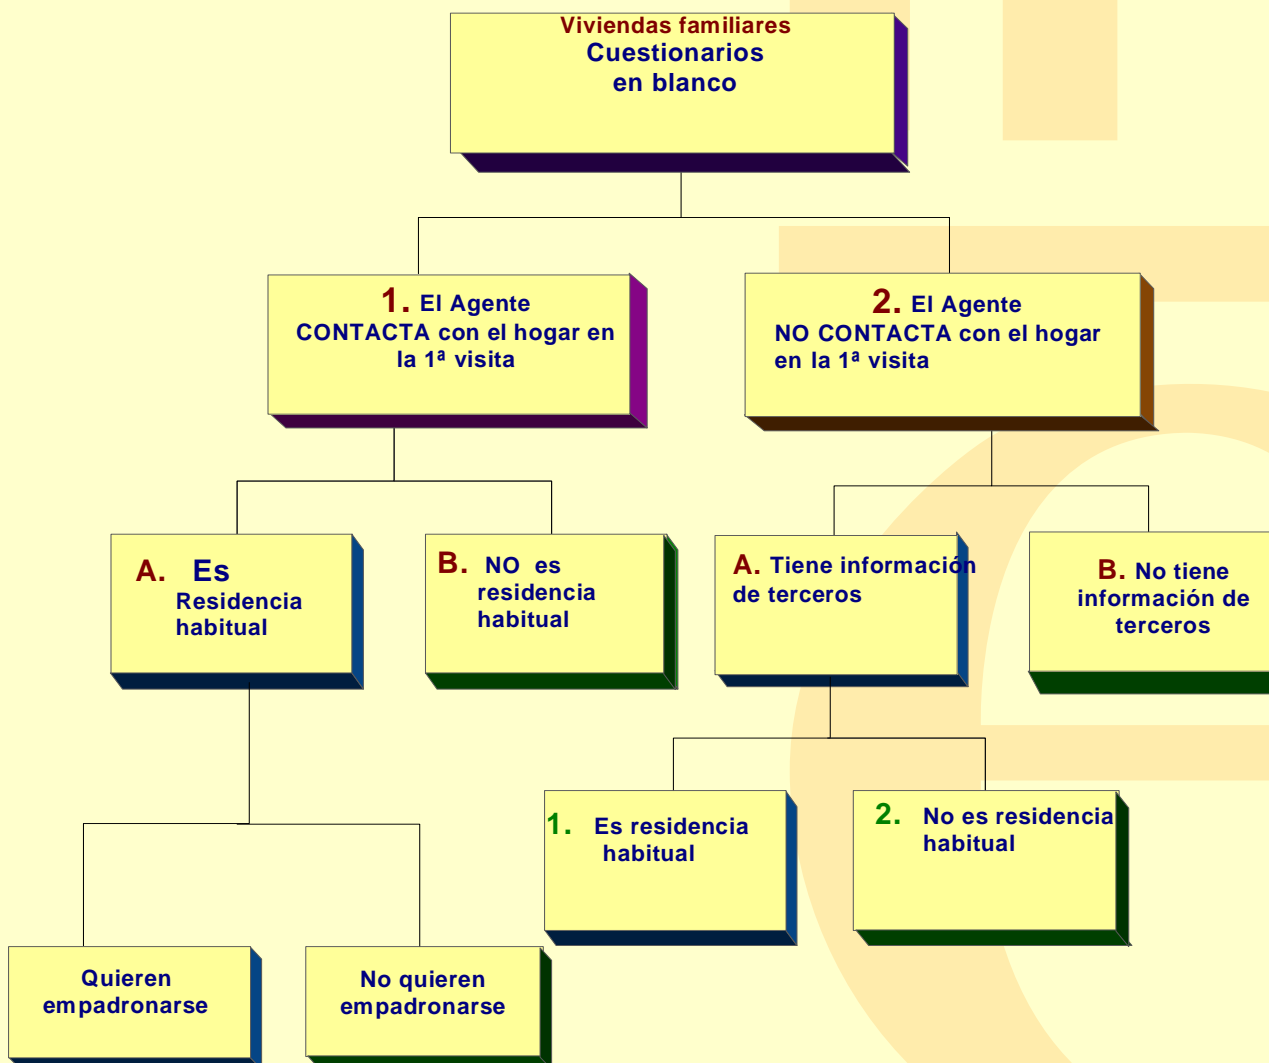 Viviendas familiares
Cuestionarios
en blanco
1. El Agente
CONTACTA con el hogar en
la 1ª visita
2. El Agente
NO CONTACTA con el hogar
en la 1ª visita
A. Es
Residencia
habitual
B. NO es
residencia
habitual
A. Tiene información
de terceros
B. No tiene
información de
terceros
1. Es residencia
habitual
2. No es residencia
habitual
Quieren
empadronarse
No quieren
empadronarse